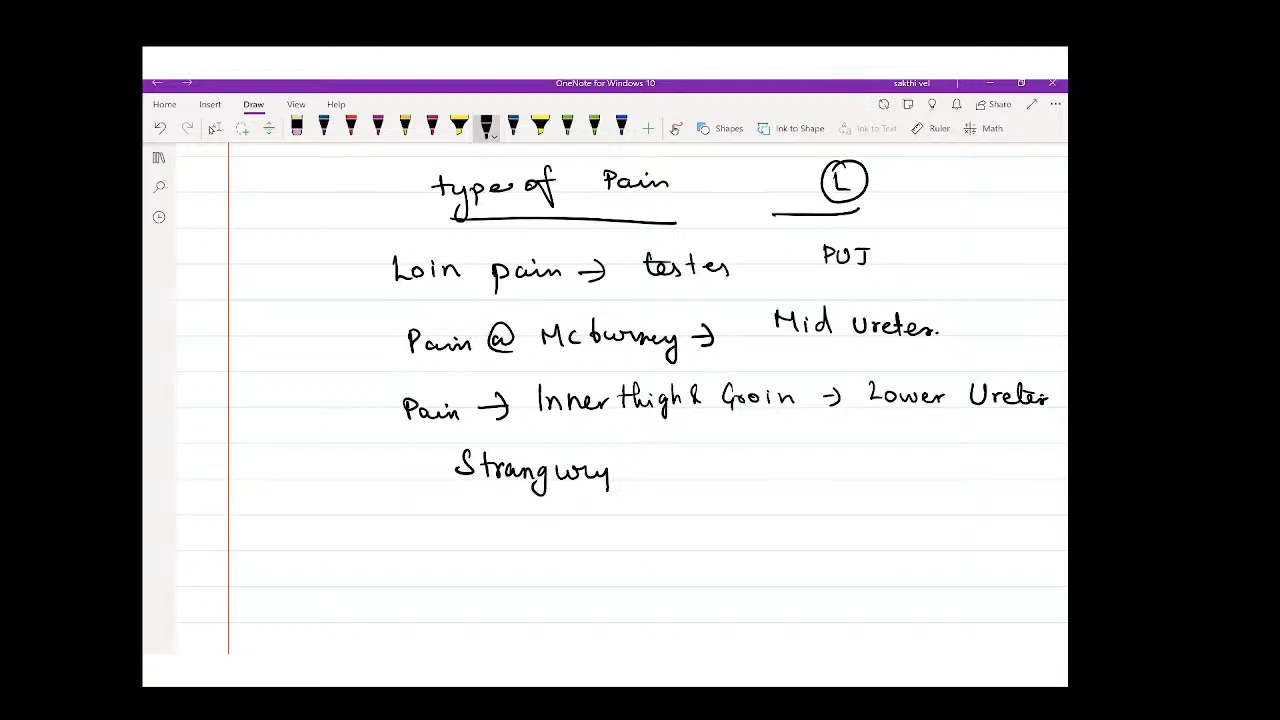 OneNote for Windows 10 sakthi vel
Home Insert Draw View Help Share
Shapes Ink to Shape Ink to Text Ruler Math
type of Pain L
Loin pain → testes PUJ
Pain @ Mcburney → Mid Ureter.
Pain → Inner thigh & Groin → Lower Ureter
Strangury